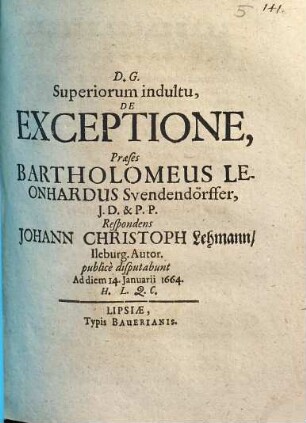 5 141.
D. G.
Superiorum indultu,
DE
EXCEPTIONE,
Præses
BARTHOLOMEUS LE-
ONHARDUS Svendendörffer,
J. D. & P. P.
Respondens
JOHANN CHRISTOPH Lehmann/
Ileburg. Autor.
publicè disputabunt
Ad diem 14. Januarii 1664.
H. L. Q. C.
LIPSIÆ,
Typis BAUERIANIS.